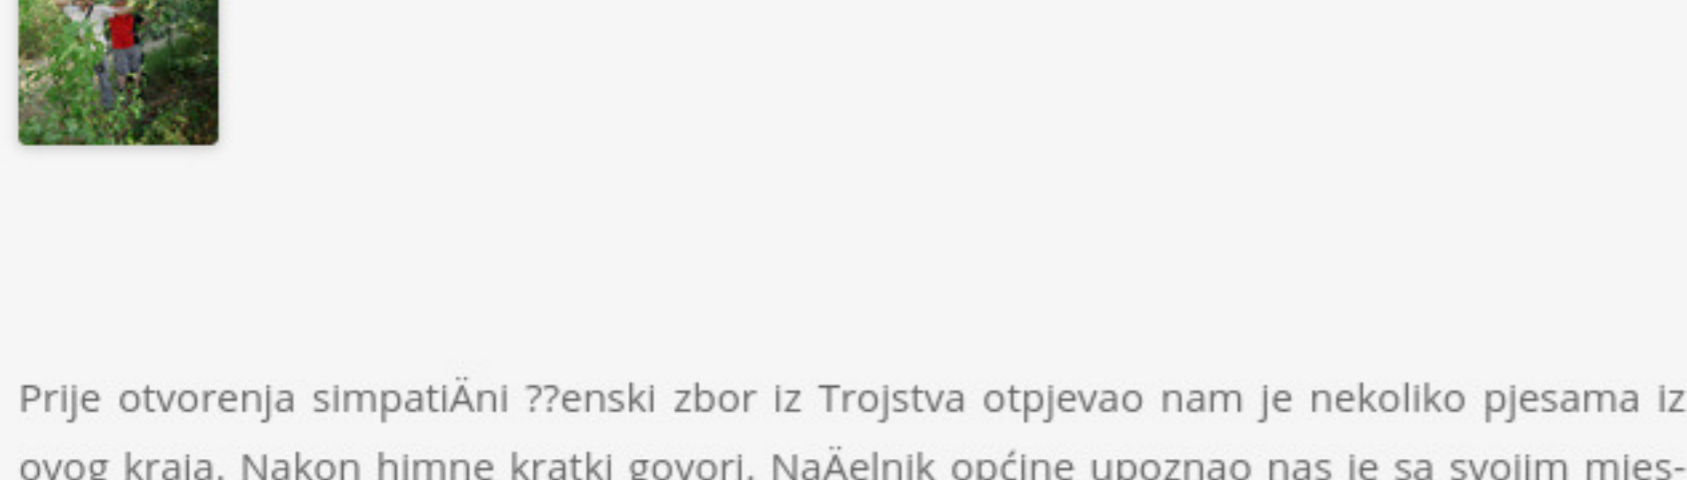 Prije otvorenja simpatiÄni ??enski zbor iz Trojstva otpjevao nam je nekoliko pjesama iz
ovog kraja. Nakon himne kratki govori. NaÄelnik općine upoznao nas je sa svojim mjes-